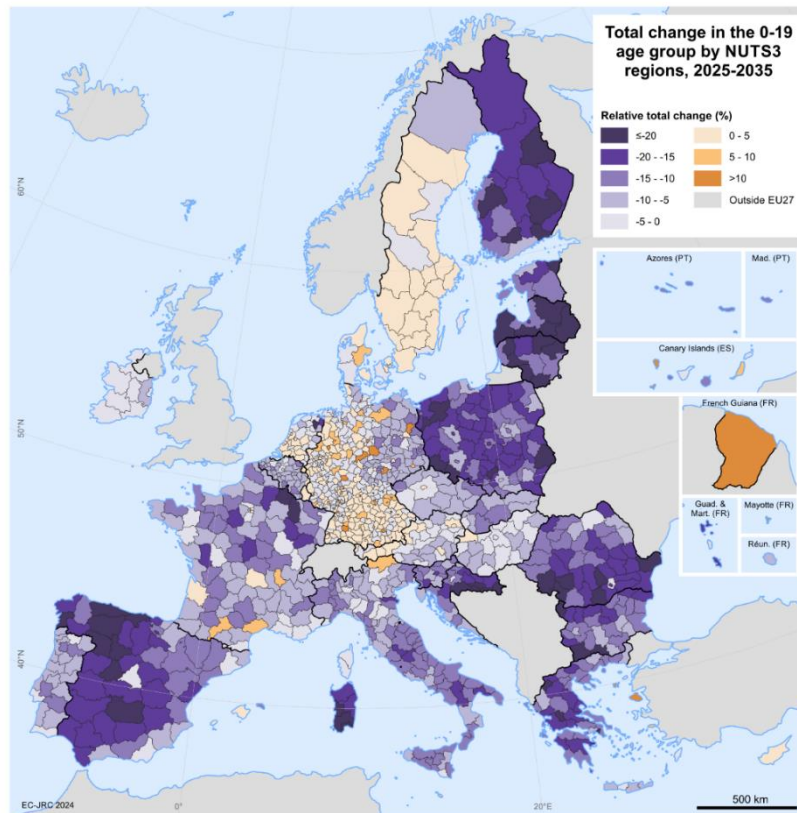 Total change in the 0-19
age group by NUTS3
regions, 2025-2035
Relative total change (%)
≤-20
-20 - -15
-15 - -10
-10 - -5
-5 - 0
0 - 5
5 - 10
>10
Outside EU27
60°N
50°N
40°N
Azores (PT)
Mad. (PT)
Canary Islands (ES)
French Guiana (FR)
Guad. &
Mart. (FR)
Mayotte (FR)
Réun. (FR)
EC-JRC 2024
0°
20°E
500 km